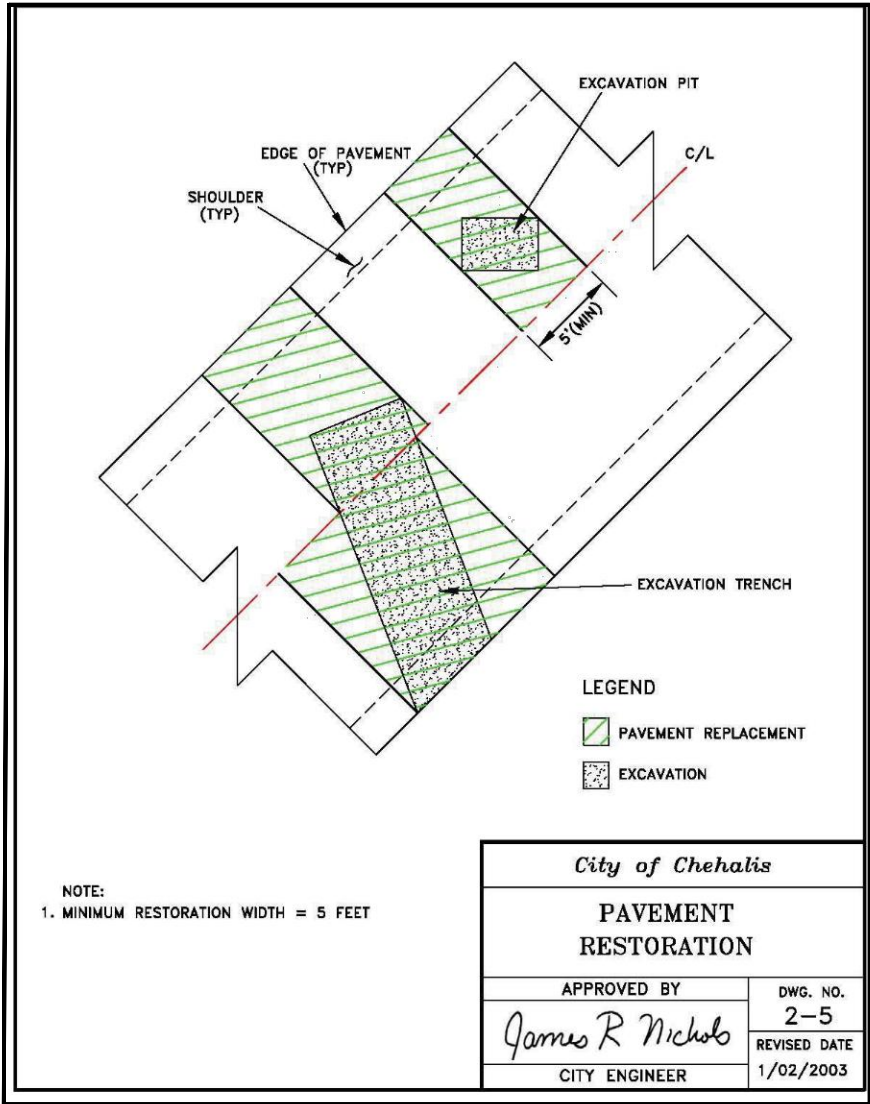 EXCAVATION PIT
C/L
EDGE OF PAVEMENT
(TYP)
SHOULDER
(TYP)
5'(MIN)
EXCAVATION TRENCH
LEGEND
PAVEMENT REPLACEMENT
EXCAVATION
NOTE:
1. MINIMUM RESTORATION WIDTH = 5 FEET
City of Chehalis
PAVEMENT
RESTORATION
APPROVED BY
James R Nichols
CITY ENGINEER
DWG. NO.
2-5
REVISED DATE
1/02/2003